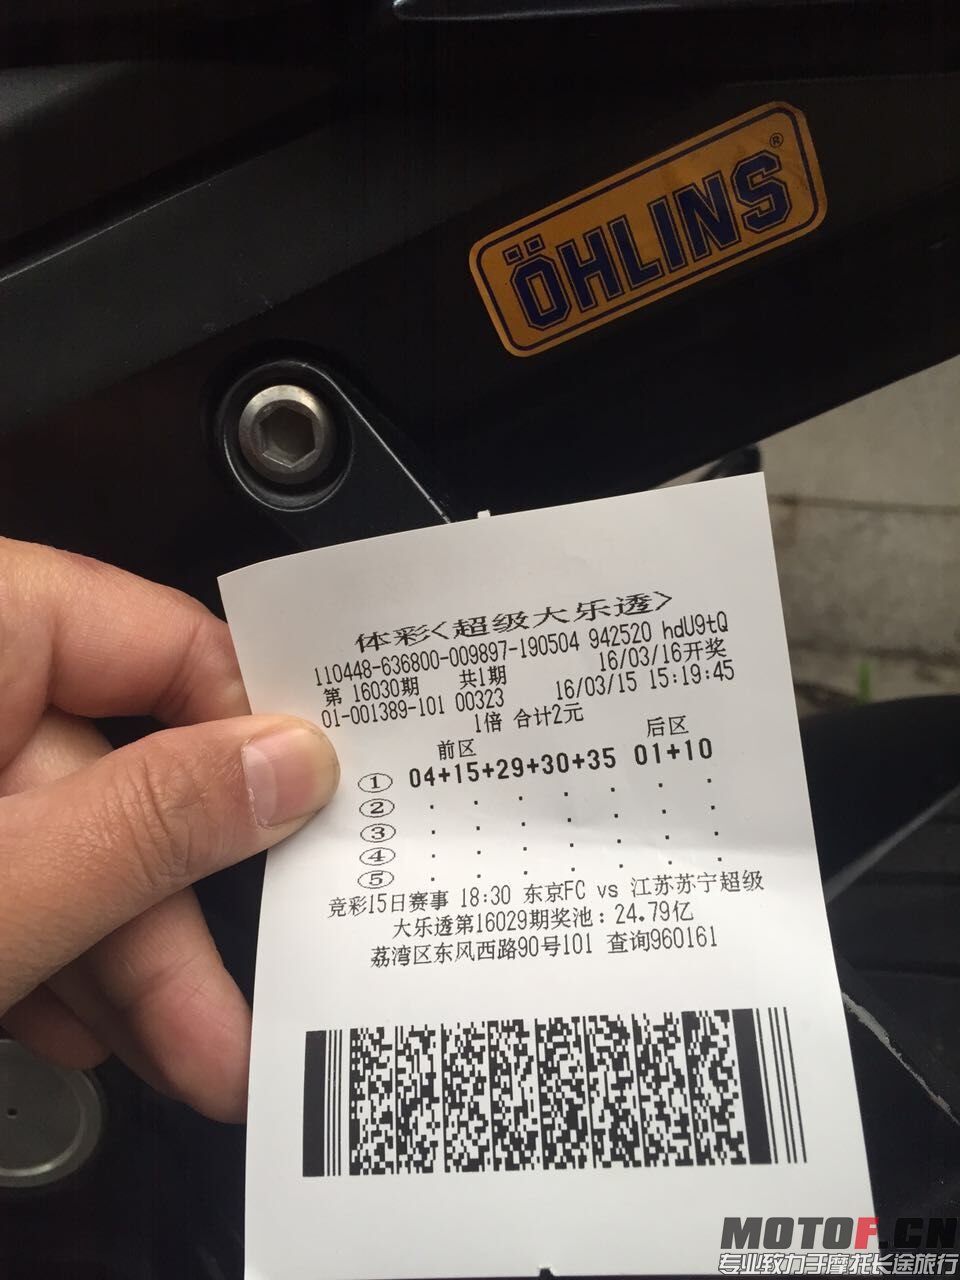 ÖHLINS®
体彩<超级大乐透>
110448-636800-009897-190504 942520 hdU9tQ
第 16030期 共1期 16/03/16开奖
01-001389-101 00323 16/03/15 15:19:45
1倍 合计2元
前区 后区
① 04+15+29+30+35 01+10
②
③
④
⑤
竞彩15日赛事 18:30 东京FC vs 江苏苏宁超级
大乐透第16029期奖池：24.79亿
荔湾区东风西路90号101 查询960161
MOTOF.CN
专业致力于摩托长途旅行